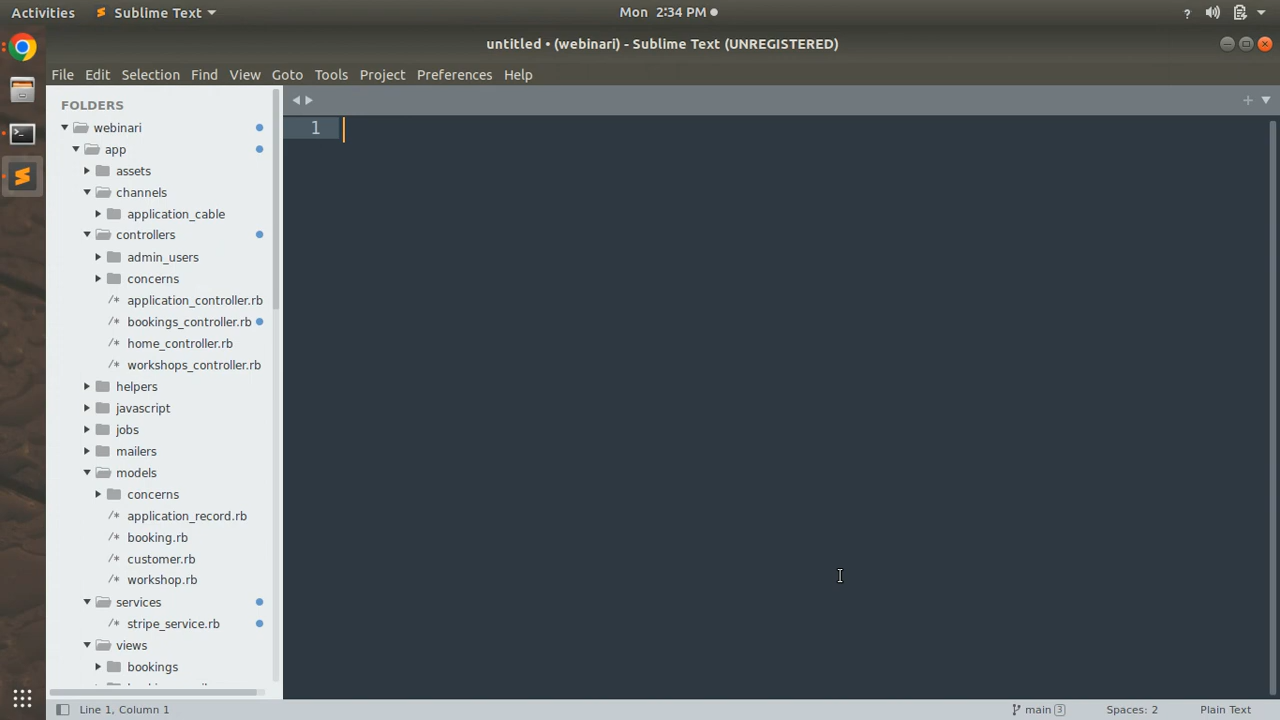 Activities Sublime Text Mon 2:34 PM
untitled • (webinari) - Sublime Text (UNREGISTERED)
File Edit Selection Find View Goto Tools Project Preferences Help
FOLDERS
webinari
1
app
assets
channels
application_cable
controllers
admin_users
concerns
/* application_controller.rb
/* bookings_controller.rb
/* home_controller.rb
/* workshops_controller.rb
helpers
javascript
jobs
mailers
models
concerns
/* application_record.rb
/* booking.rb
/* customer.rb
/* workshop.rb
services
/* stripe_service.rb
views
bookings
Line 1, Column 1 main 3 Spaces: 2 Plain Text